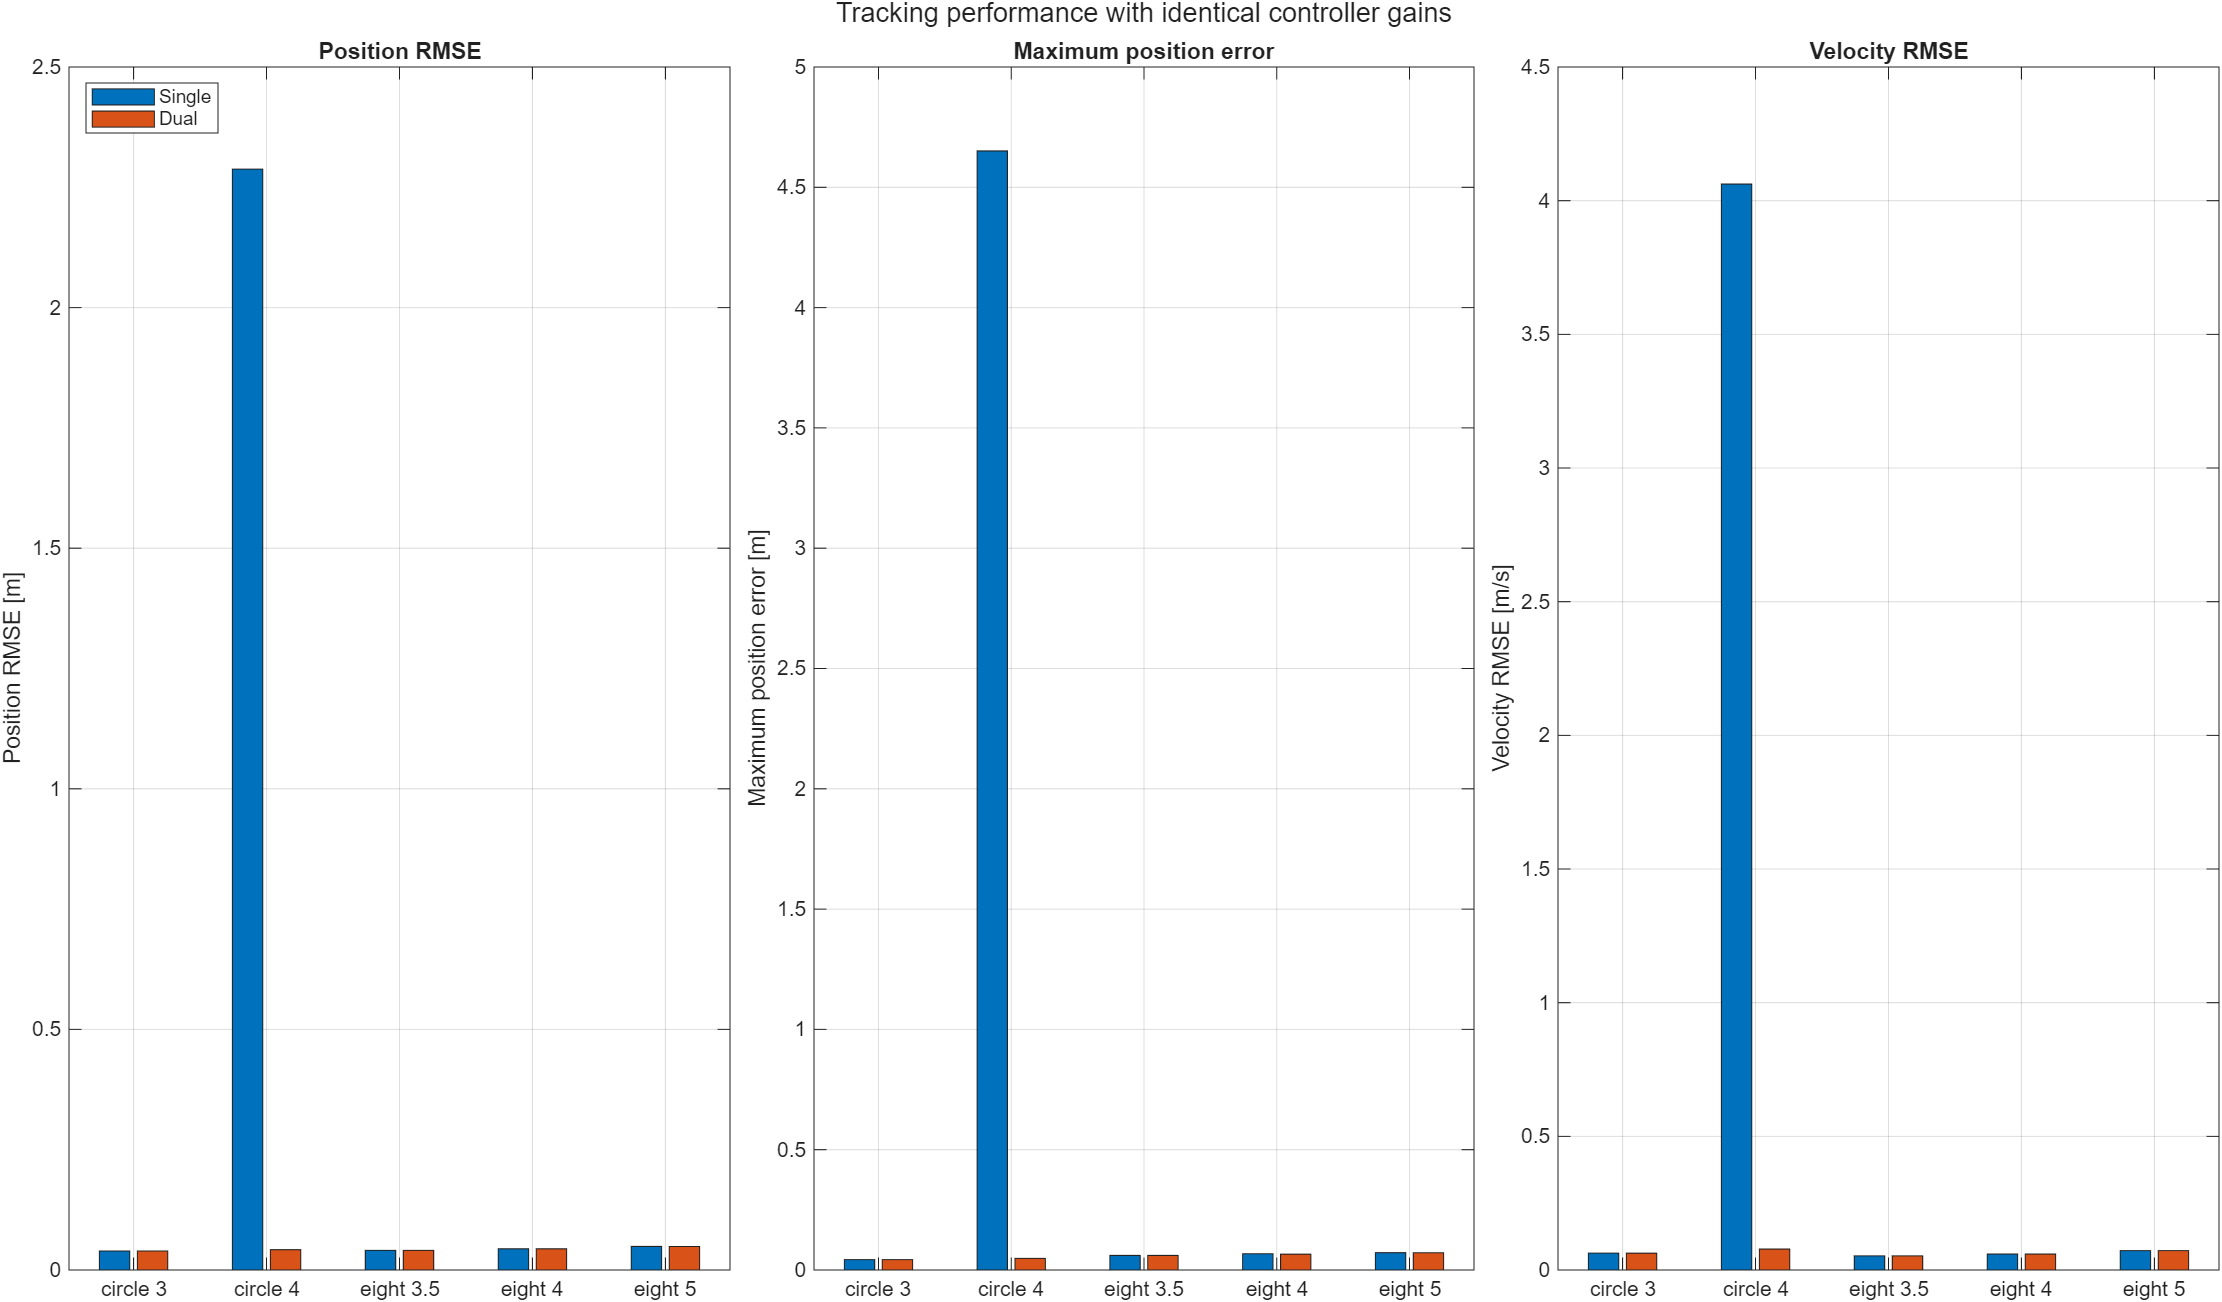 Tracking performance with identical controller gains
Position RMSE
2.5
2
1.5
1
0.5
0
Position RMSE [m]
Single
Dual
circle 3
circle 4
eight 3.5
eight 4
eight 5
Maximum position error
5
4.5
4
3.5
3
2.5
2
1.5
1
0.5
0
Maximum position error [m]
circle 3
circle 4
eight 3.5
eight 4
eight 5
Velocity RMSE
4.5
4
3.5
3
2.5
2
1.5
1
0.5
0
Velocity RMSE [m/s]
circle 3
circle 4
eight 3.5
eight 4
eight 5